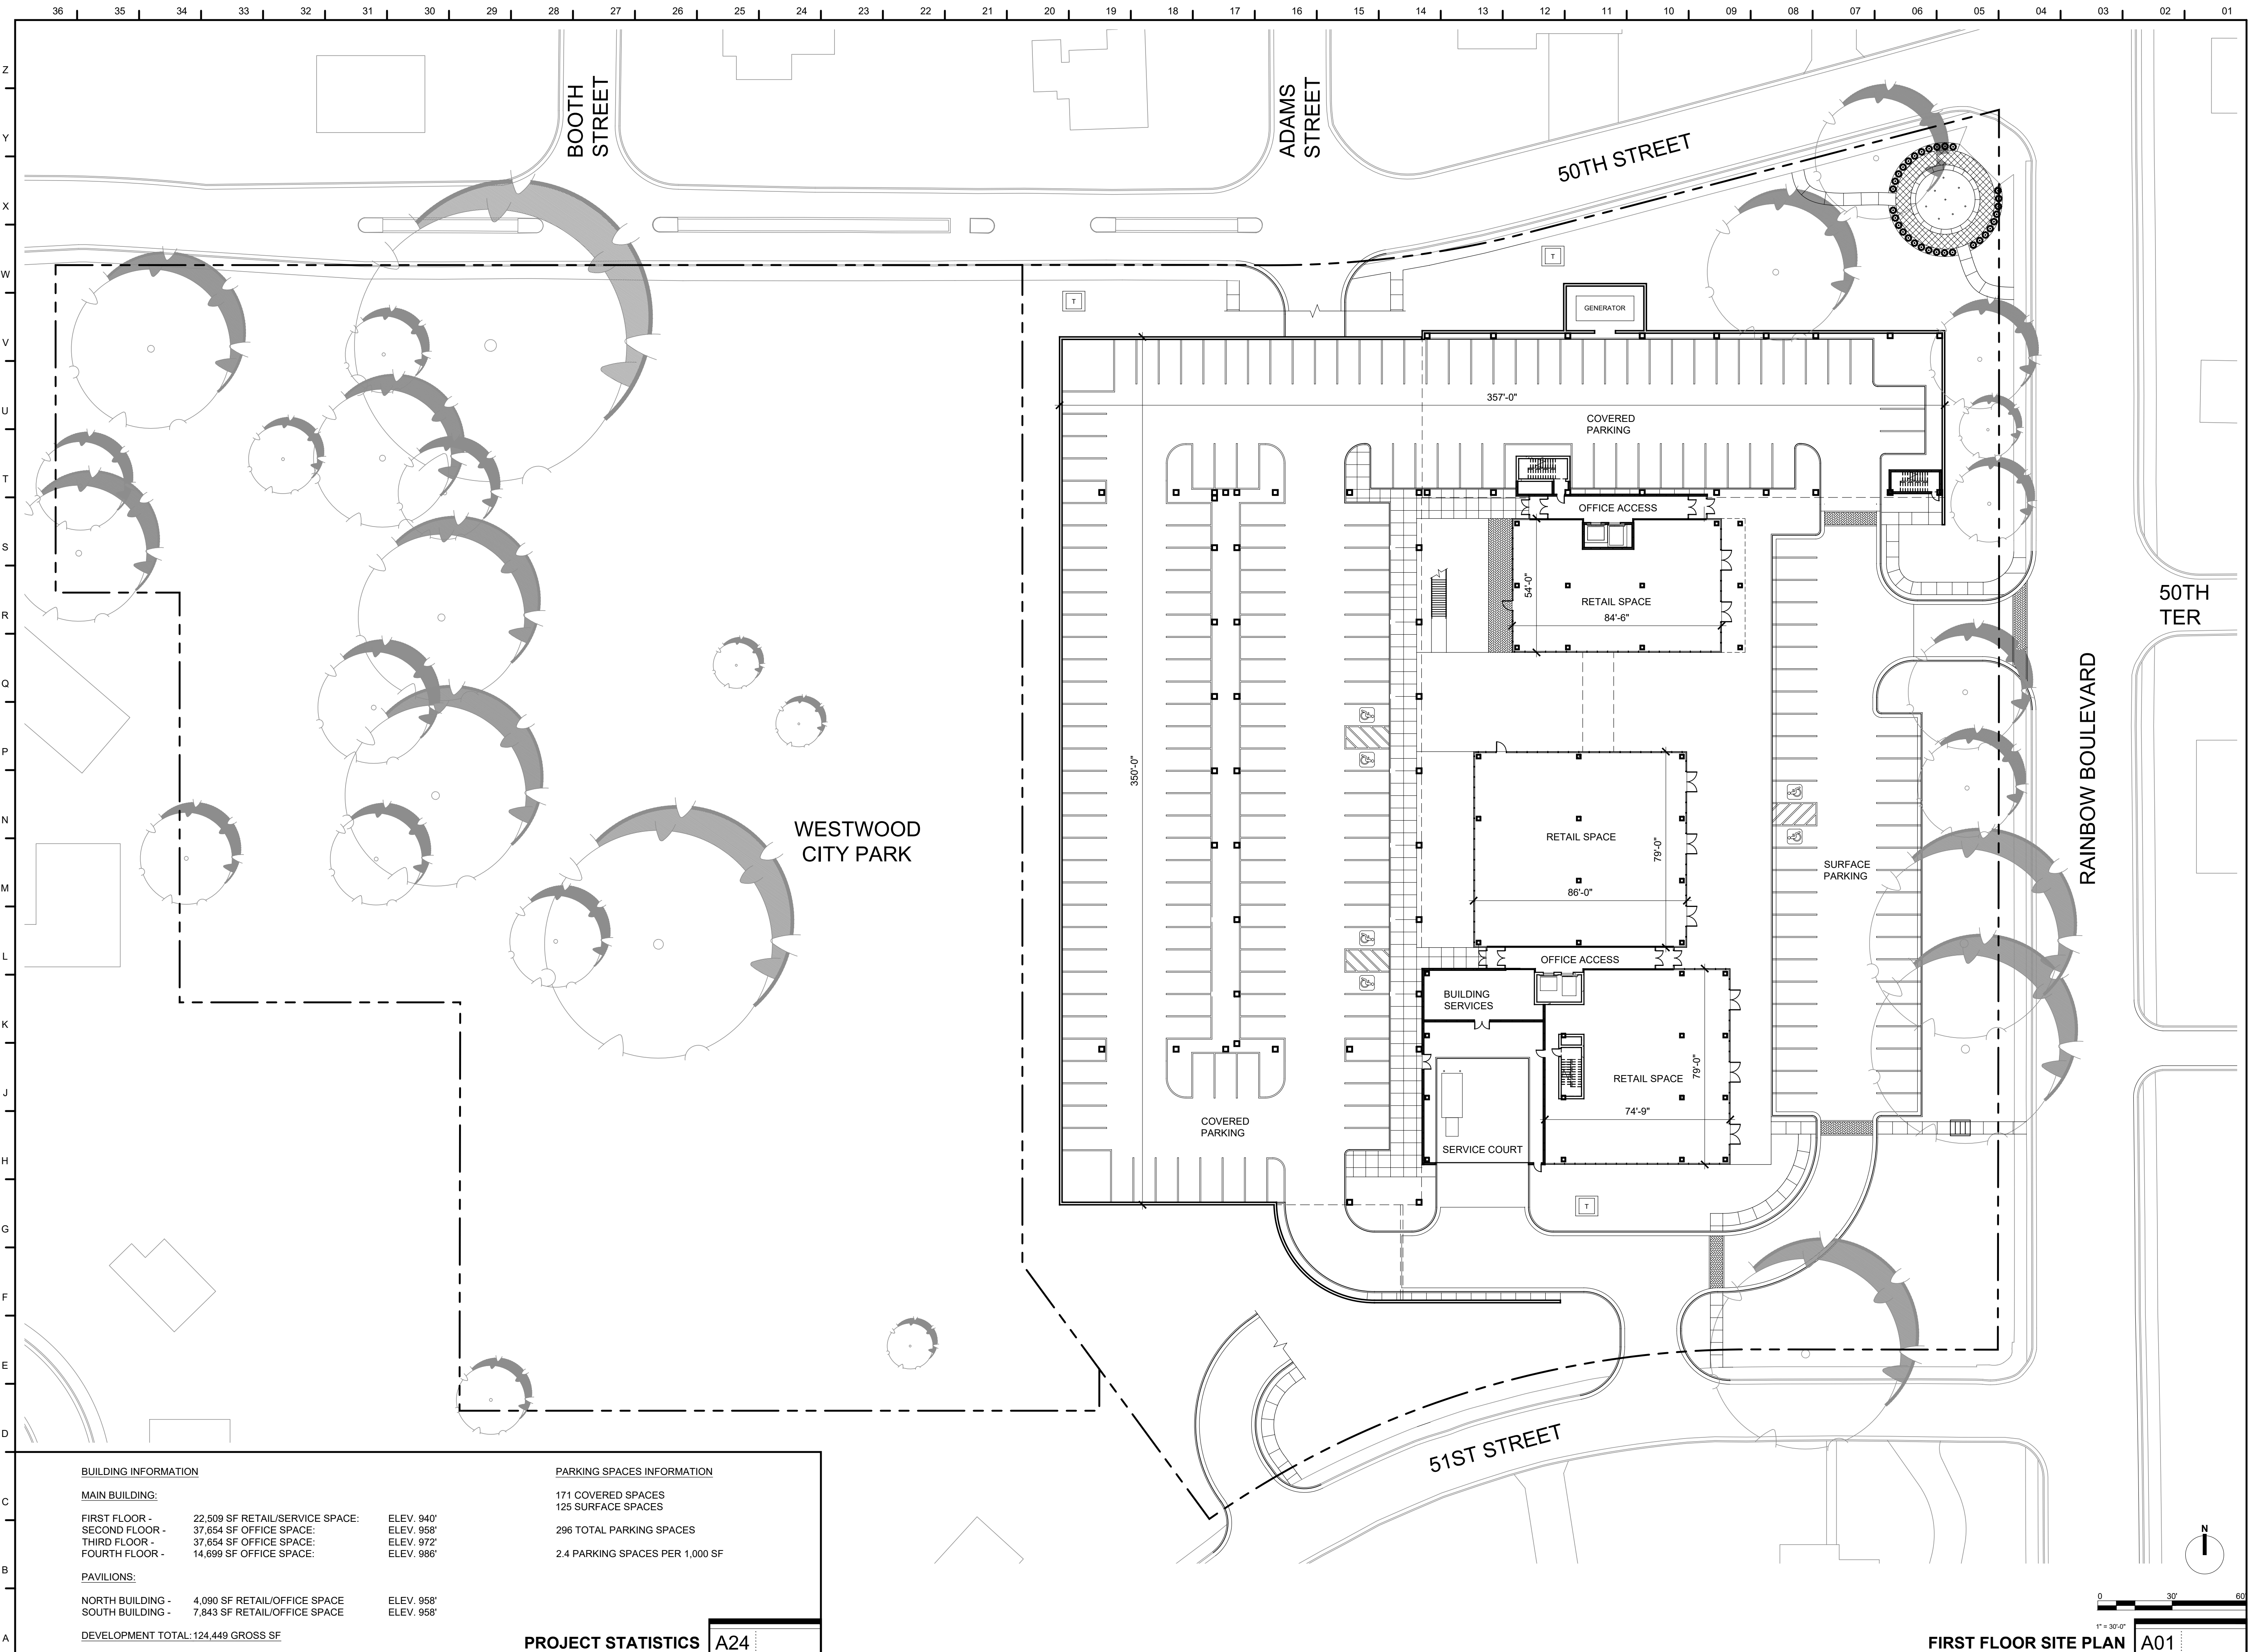 36 35 34 33 32 31 30 29 28 27 26 25 24 23 22 21 20 19 18 17 16 15 14 13 12 11 10 09 08 07 06 05 04 03 02 01
Z
Y
X
W
V
U
T
S
R
Q
P
N
M
L
K
J
H
G
F
E
D
C
B
A
BOOTH
STREET
ADAMS
STREET
50TH STREET
T
T
GENERATOR
357'-0"
COVERED
PARKING
OFFICE ACCESS
54'-0"
RETAIL SPACE
84'-6"
50TH
TER
RAINBOW BOULEVARD
350'-0"
WESTWOOD
CITY PARK
RETAIL SPACE
79'-0"
86'-0"
SURFACE
PARKING
OFFICE ACCESS
BUILDING
SERVICES
RETAIL SPACE
79'-0"
74'-9"
COVERED
PARKING
SERVICE COURT
T
51ST STREET
BUILDING INFORMATION
MAIN BUILDING:
FIRST FLOOR - 22,509 SF RETAIL/SERVICE SPACE: ELEV. 940'
SECOND FLOOR - 37,654 SF OFFICE SPACE: ELEV. 958'
THIRD FLOOR - 37,654 SF OFFICE SPACE: ELEV. 972'
FOURTH FLOOR - 14,699 SF OFFICE SPACE: ELEV. 986'
PAVILIONS:
NORTH BUILDING - 4,090 SF RETAIL/OFFICE SPACE ELEV. 958'
SOUTH BUILDING - 7,843 SF RETAIL/OFFICE SPACE ELEV. 958'
DEVELOPMENT TOTAL: 124,449 GROSS SF
PARKING SPACES INFORMATION
171 COVERED SPACES
125 SURFACE SPACES
296 TOTAL PARKING SPACES
2.4 PARKING SPACES PER 1,000 SF
PROJECT STATISTICS A24
N
0 30' 60'
1" = 30'-0"
FIRST FLOOR SITE PLAN A01